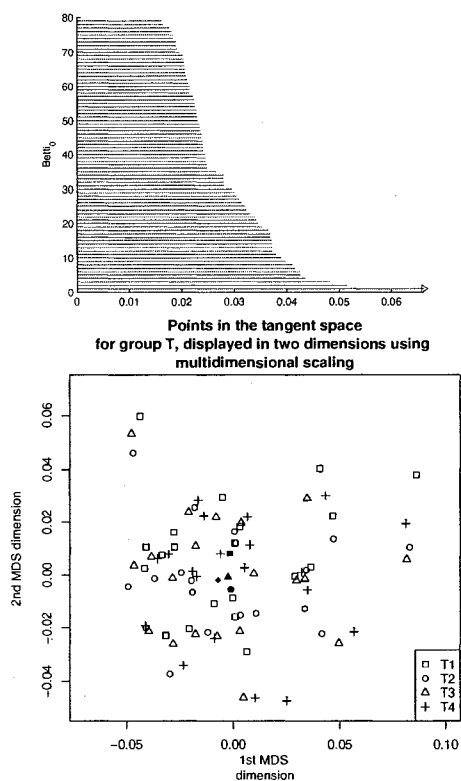 80
70
60
50
40
30
20
10
0
Betti0
0 0.01 0.02 0.03 0.04 0.05 0.06
Points in the tangent space
for group T, displayed in two dimensions using
multidimensional scaling
0.06
0.04
0.02
0.00
−0.02
−0.04
2nd MDS dimension
T1
T2
T3
T4
−0.05 0.00 0.05 0.10
1st MDS
dimension